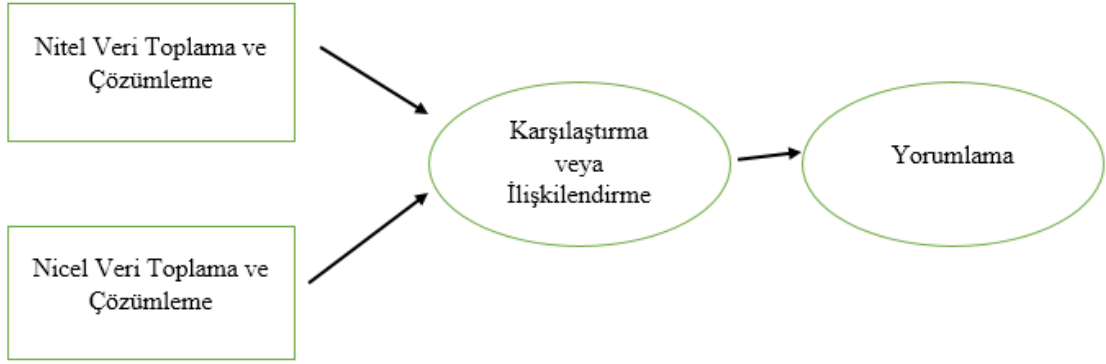 Nitel Veri Toplama ve
Çözümleme
Karşılaştırma
veya
İlişkilendirme
Yorumlama
Nicel Veri Toplama ve
Çözümleme